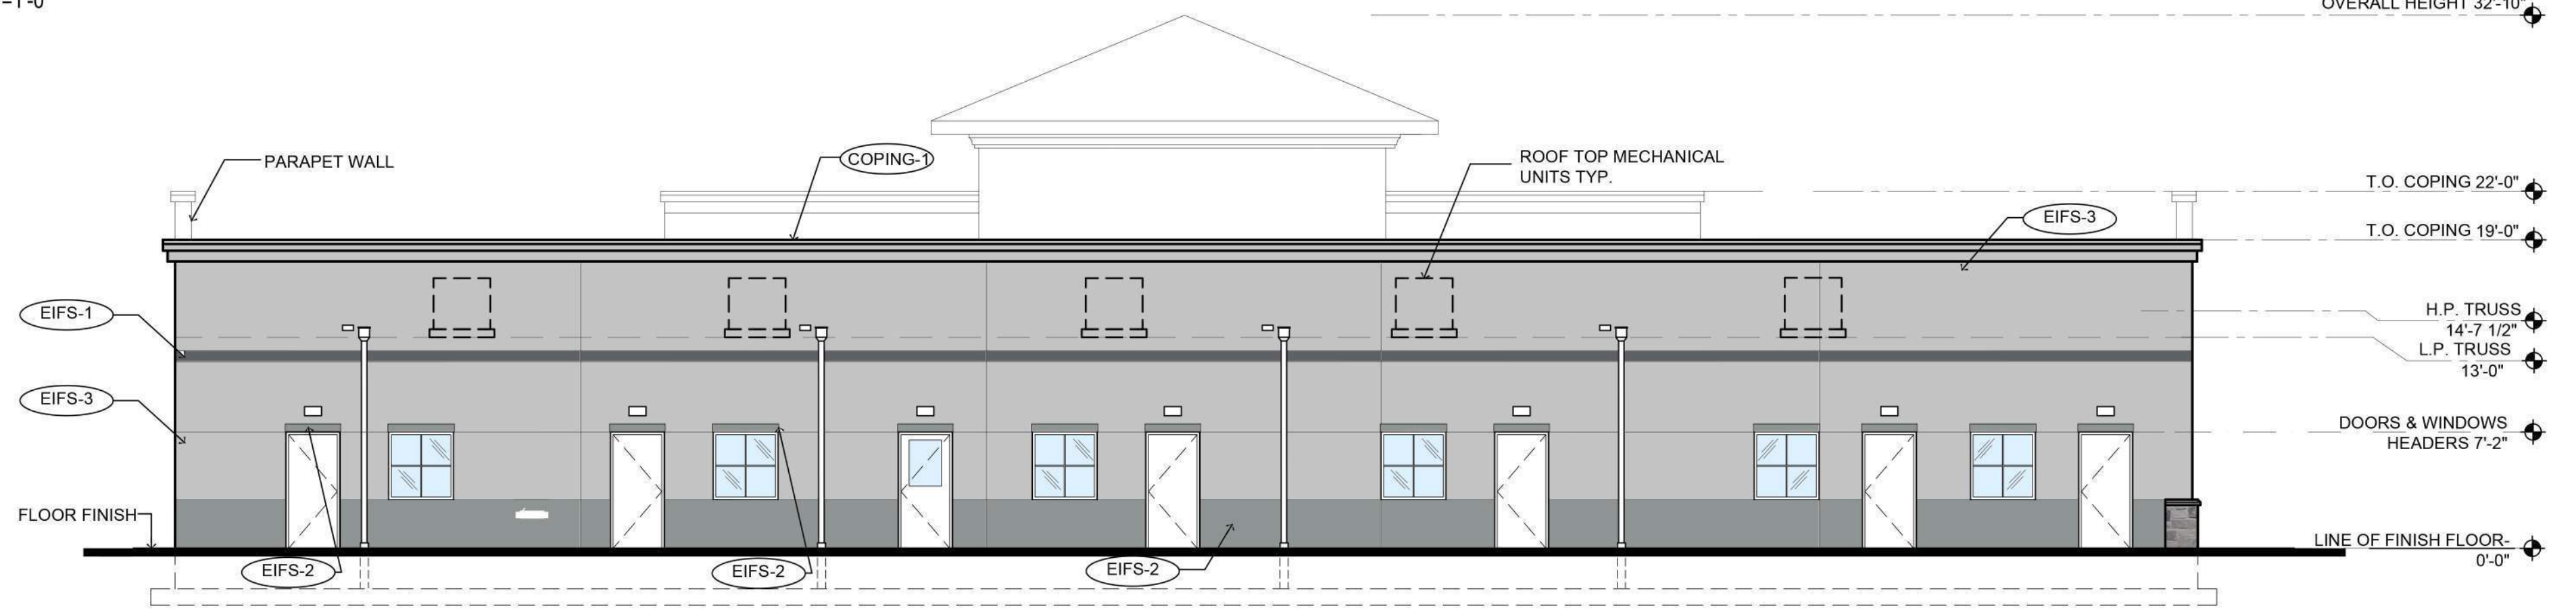 =1'-0"
OVERALL HEIGHT 32'-10"
PARAPET WALL
COPING-1
ROOF TOP MECHANICAL
UNITS TYP.
T.O. COPING 22'-0"
EIFS-3
T.O. COPING 19'-0"
EIFS-1
H.P. TRUSS
14'-7 1/2"
L.P. TRUSS
13'-0"
EIFS-3
DOORS & WINDOWS
HEADERS 7'-2"
FLOOR FINISH
LINE OF FINISH FLOOR-
0'-0"
EIFS-2
EIFS-2
EIFS-2